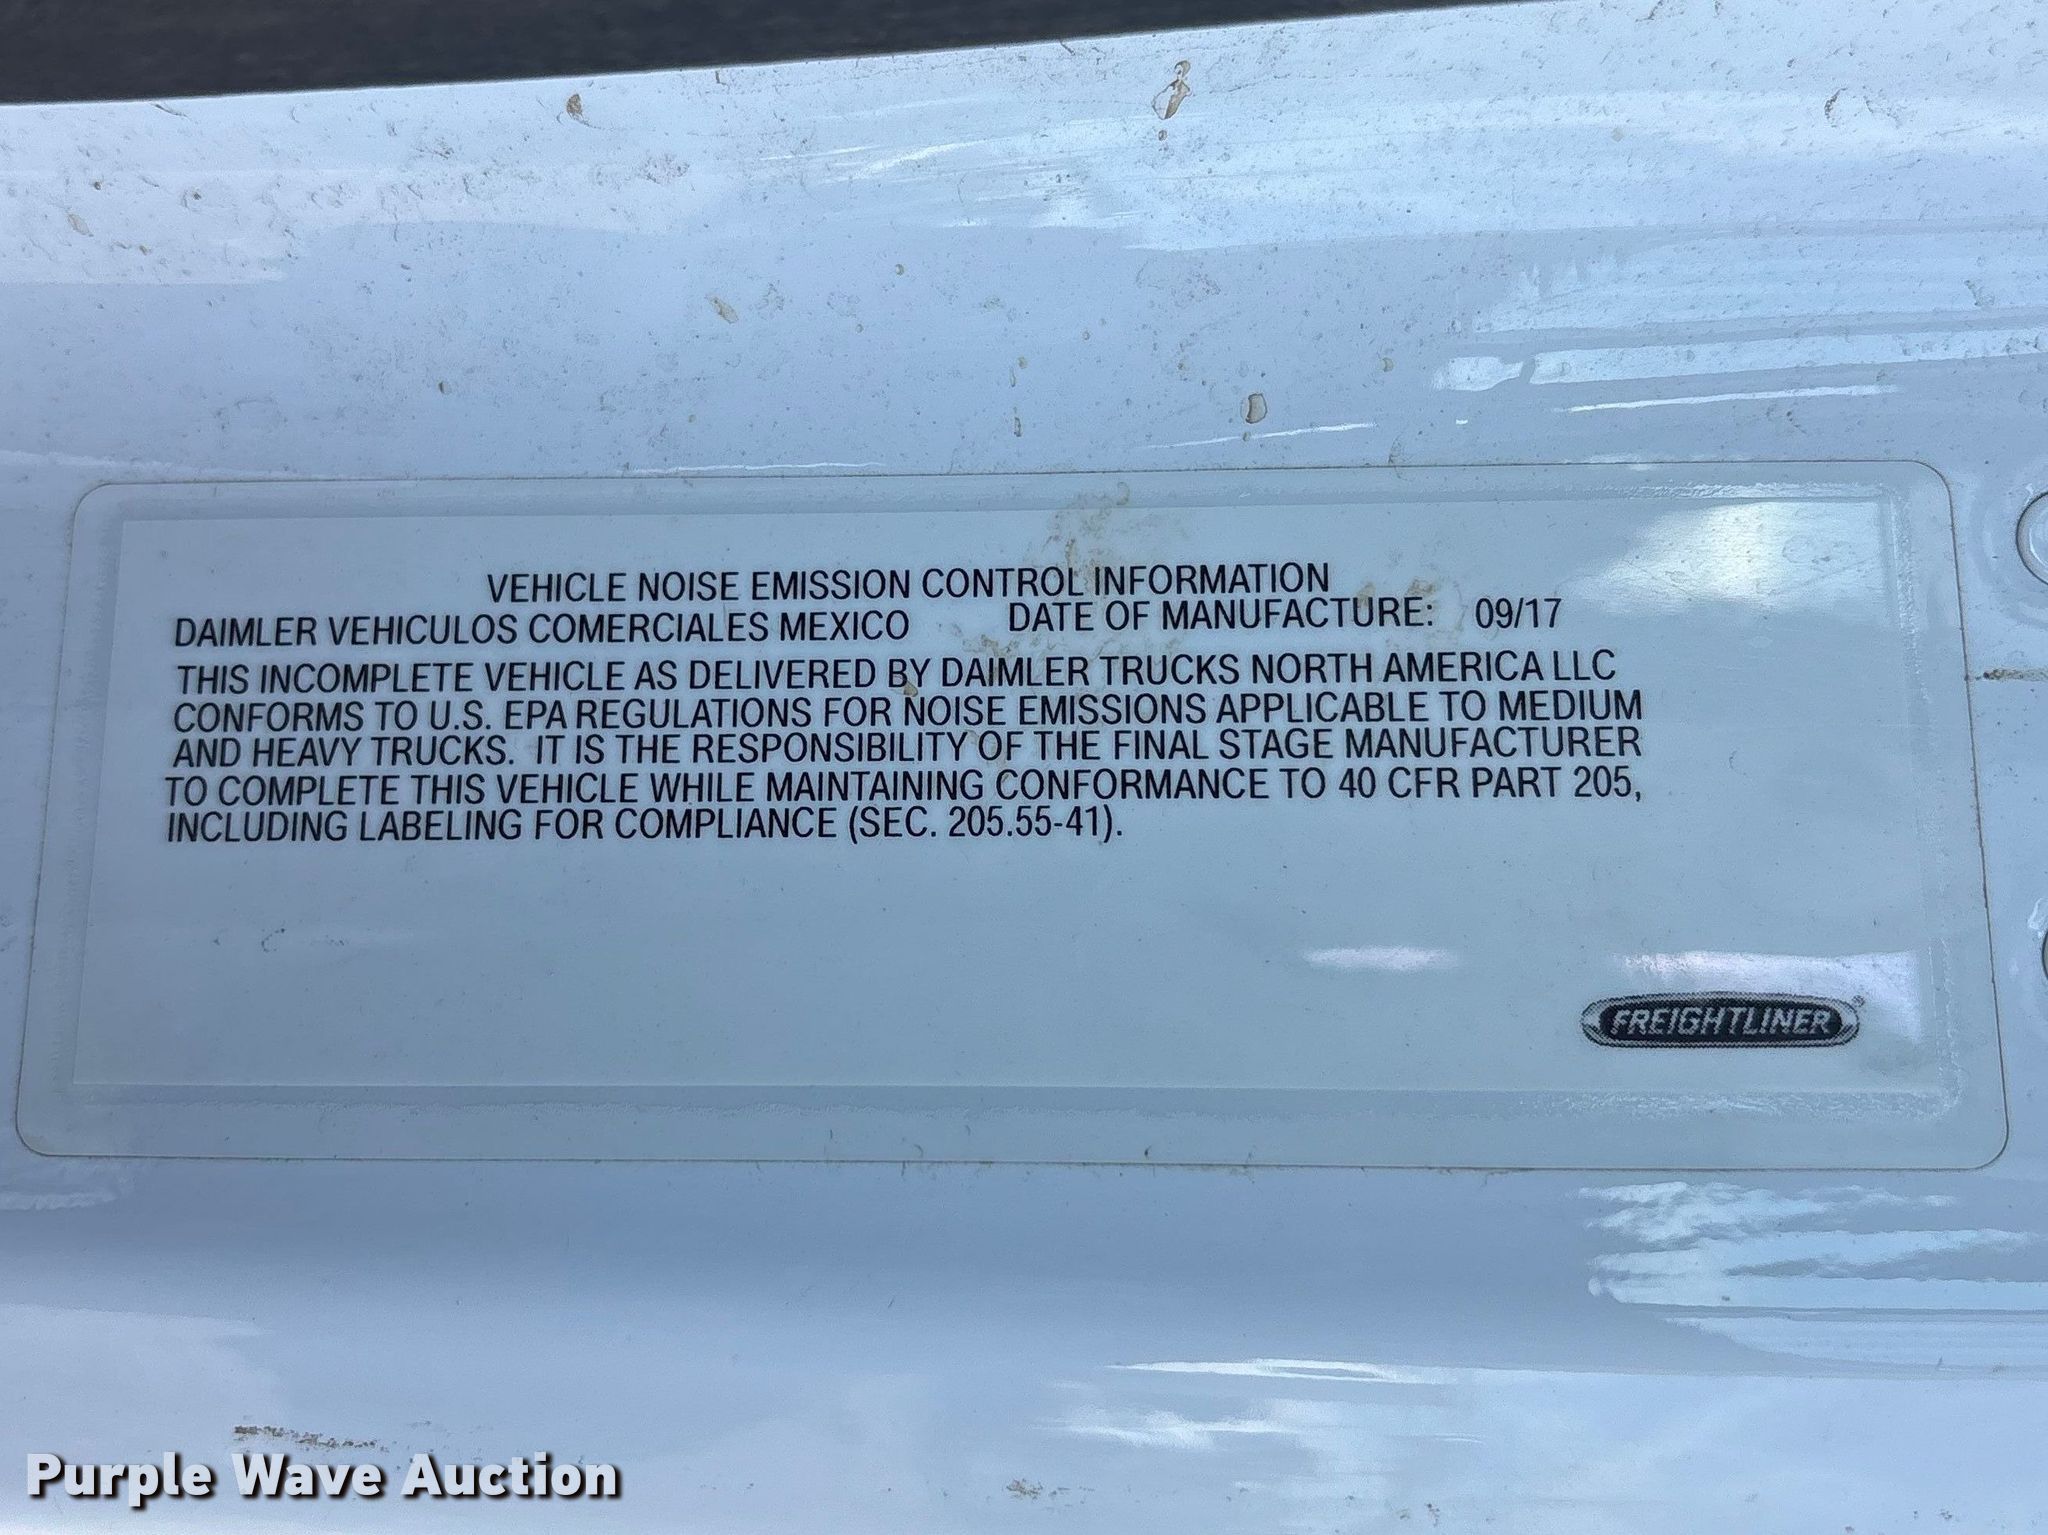 VEHICLE NOISE EMISSION CONTROL INFORMATION
DAIMLER VEHICULOS COMERCIALES MEXICO DATE OF MANUFACTURE: 09/17
THIS INCOMPLETE VEHICLE AS DELIVERED BY DAIMLER TRUCKS NORTH AMERICA LLC
CONFORMS TO U.S. EPA REGULATIONS FOR NOISE EMISSIONS APPLICABLE TO MEDIUM
AND HEAVY TRUCKS. IT IS THE RESPONSIBILITY OF THE FINAL STAGE MANUFACTURER
TO COMPLETE THIS VEHICLE WHILE MAINTAINING CONFORMANCE TO 40 CFR PART 205,
INCLUDING LABELING FOR COMPLIANCE (SEC. 205.55-41).
FREIGHTLINER®
Purple Wave Auction